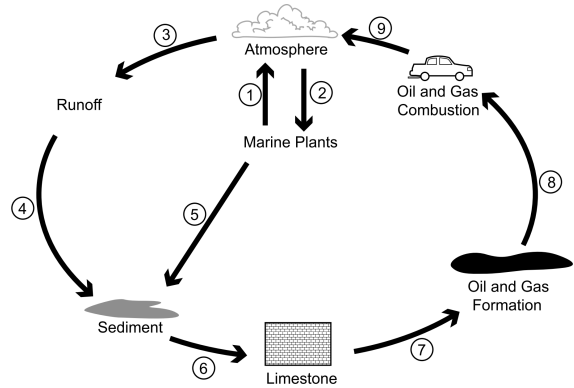 3
9
Atmosphere
Oil and Gas
Combustion
Runoff
1
2
Marine Plants
8
4
5
Oil and Gas
Formation
Sediment
6
7
Limestone